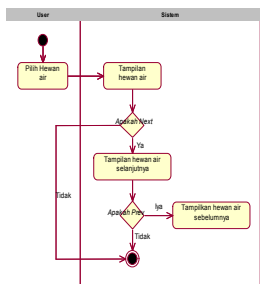 User
Sistem
Pilih Hewan
air
Tampilan
hewan air
Apakah Next
Ya
Tampilan hewan air
selanjutnya
Tidak
Apakah Prev
Iya
Tampilkan hewan air
sebelumnya
Tidak